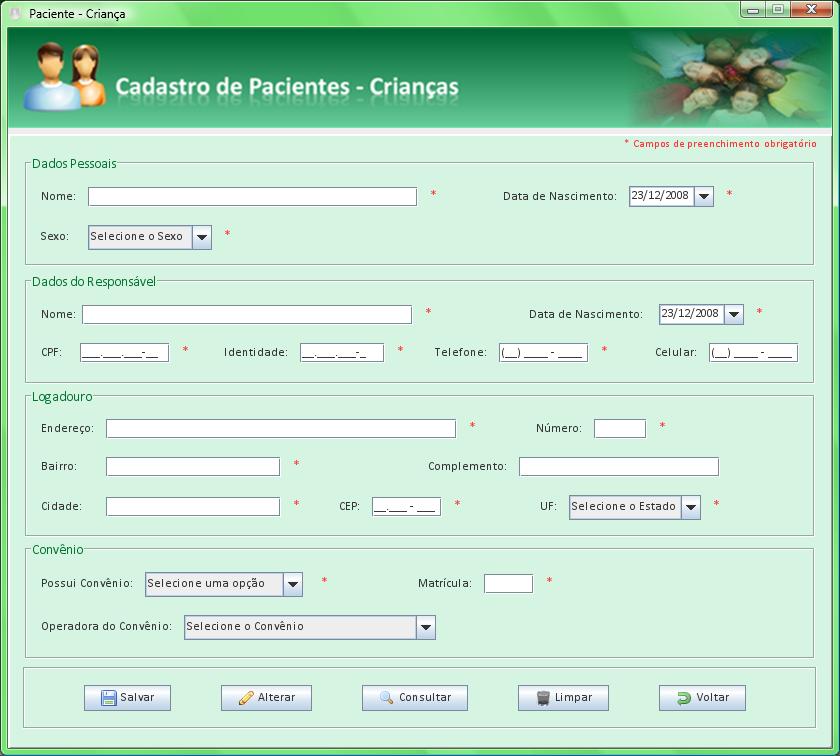 Paciente - Criança
Cadastro de Pacientes - Crianças
* Campos de preenchimento obrigatório
Dados Pessoais
Nome: * Data de Nascimento: 23/12/2008 *
Sexo: Selecione o Sexo *
Dados do Responsável
Nome: * Data de Nascimento: 23/12/2008 *
CPF: ___.___.___-__ * Identidade: __.___.___-_ * Telefone: (__) ____ - ____ * Celular: (__) ____ - ____
Logadouro
Endereço: * Número: *
Bairro: * Complemento:
Cidade: * CEP: __.___ - ___ * UF: Selecione o Estado *
Convênio
Possui Convênio: Selecione uma opção * Matrícula: *
Operadora do Convênio: Selecione o Convênio
Salvar Alterar Consultar Limpar Voltar